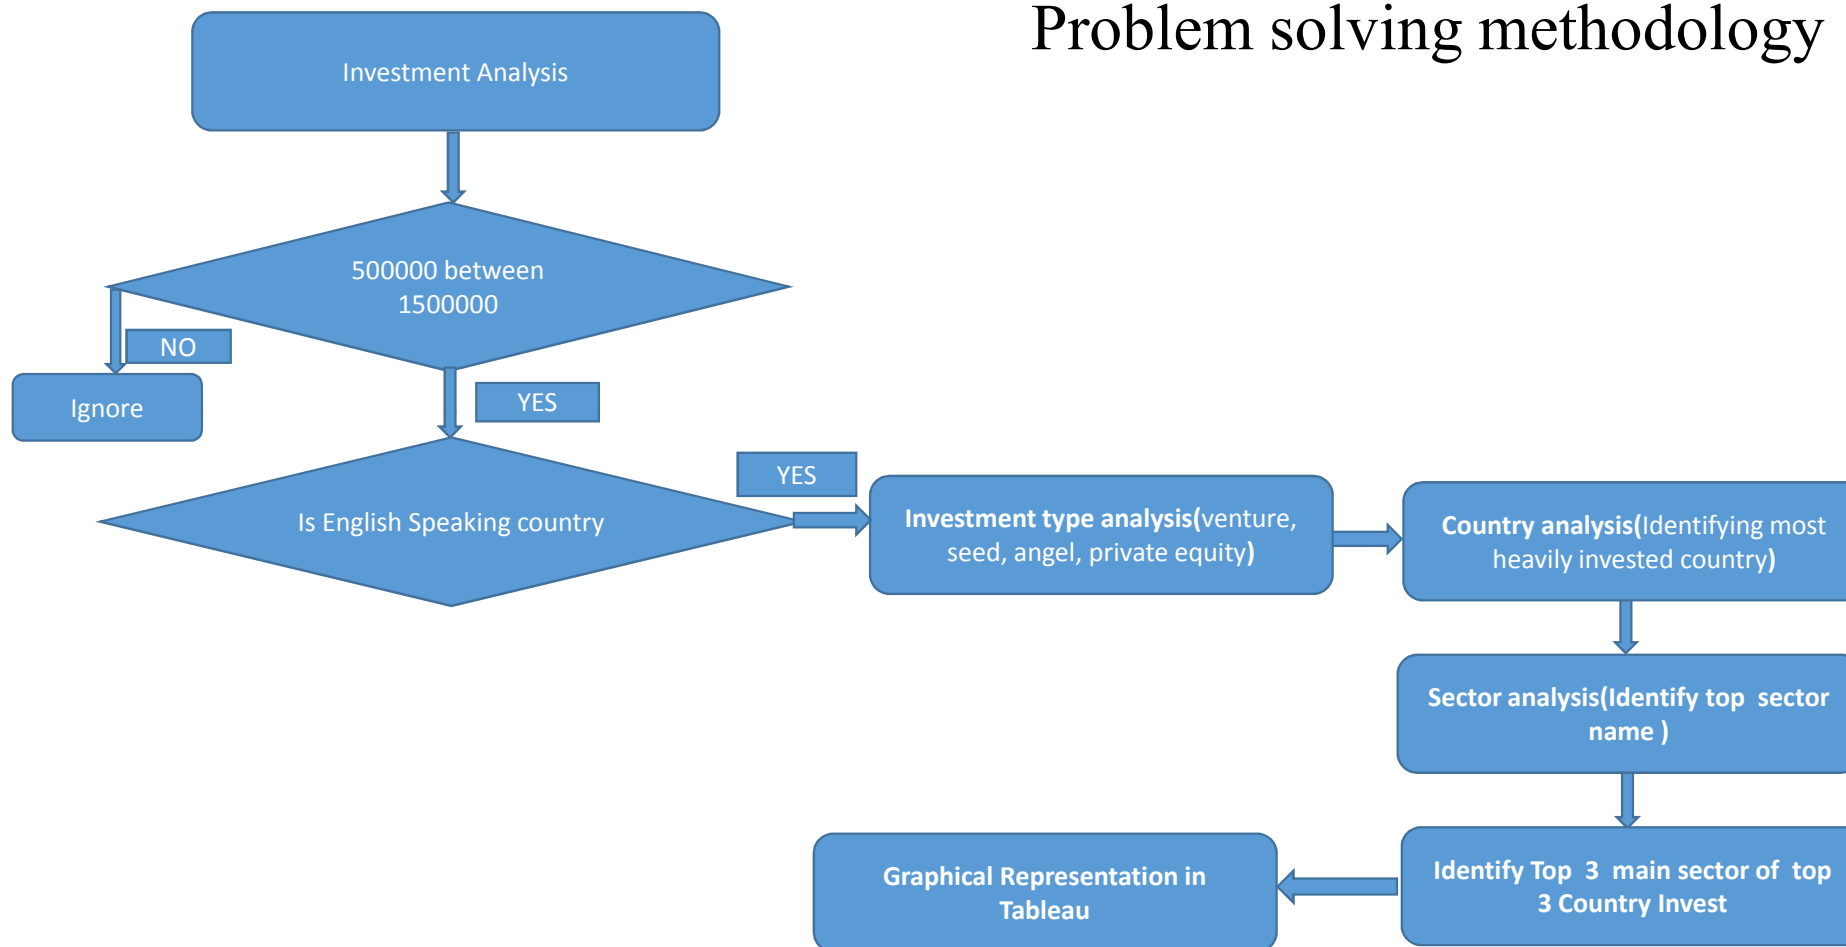 Problem solving methodology
Investment Analysis
500000 between
1500000
NO
Ignore
YES
Is English Speaking country
YES
Investment type analysis(venture,
seed, angel, private equity)
Country analysis(Identifying most
heavily invested country)
Sector analysis(Identify top  sector
name )
Identify Top  3  main sector of  top
3 Country Invest
Graphical Representation in
Tableau